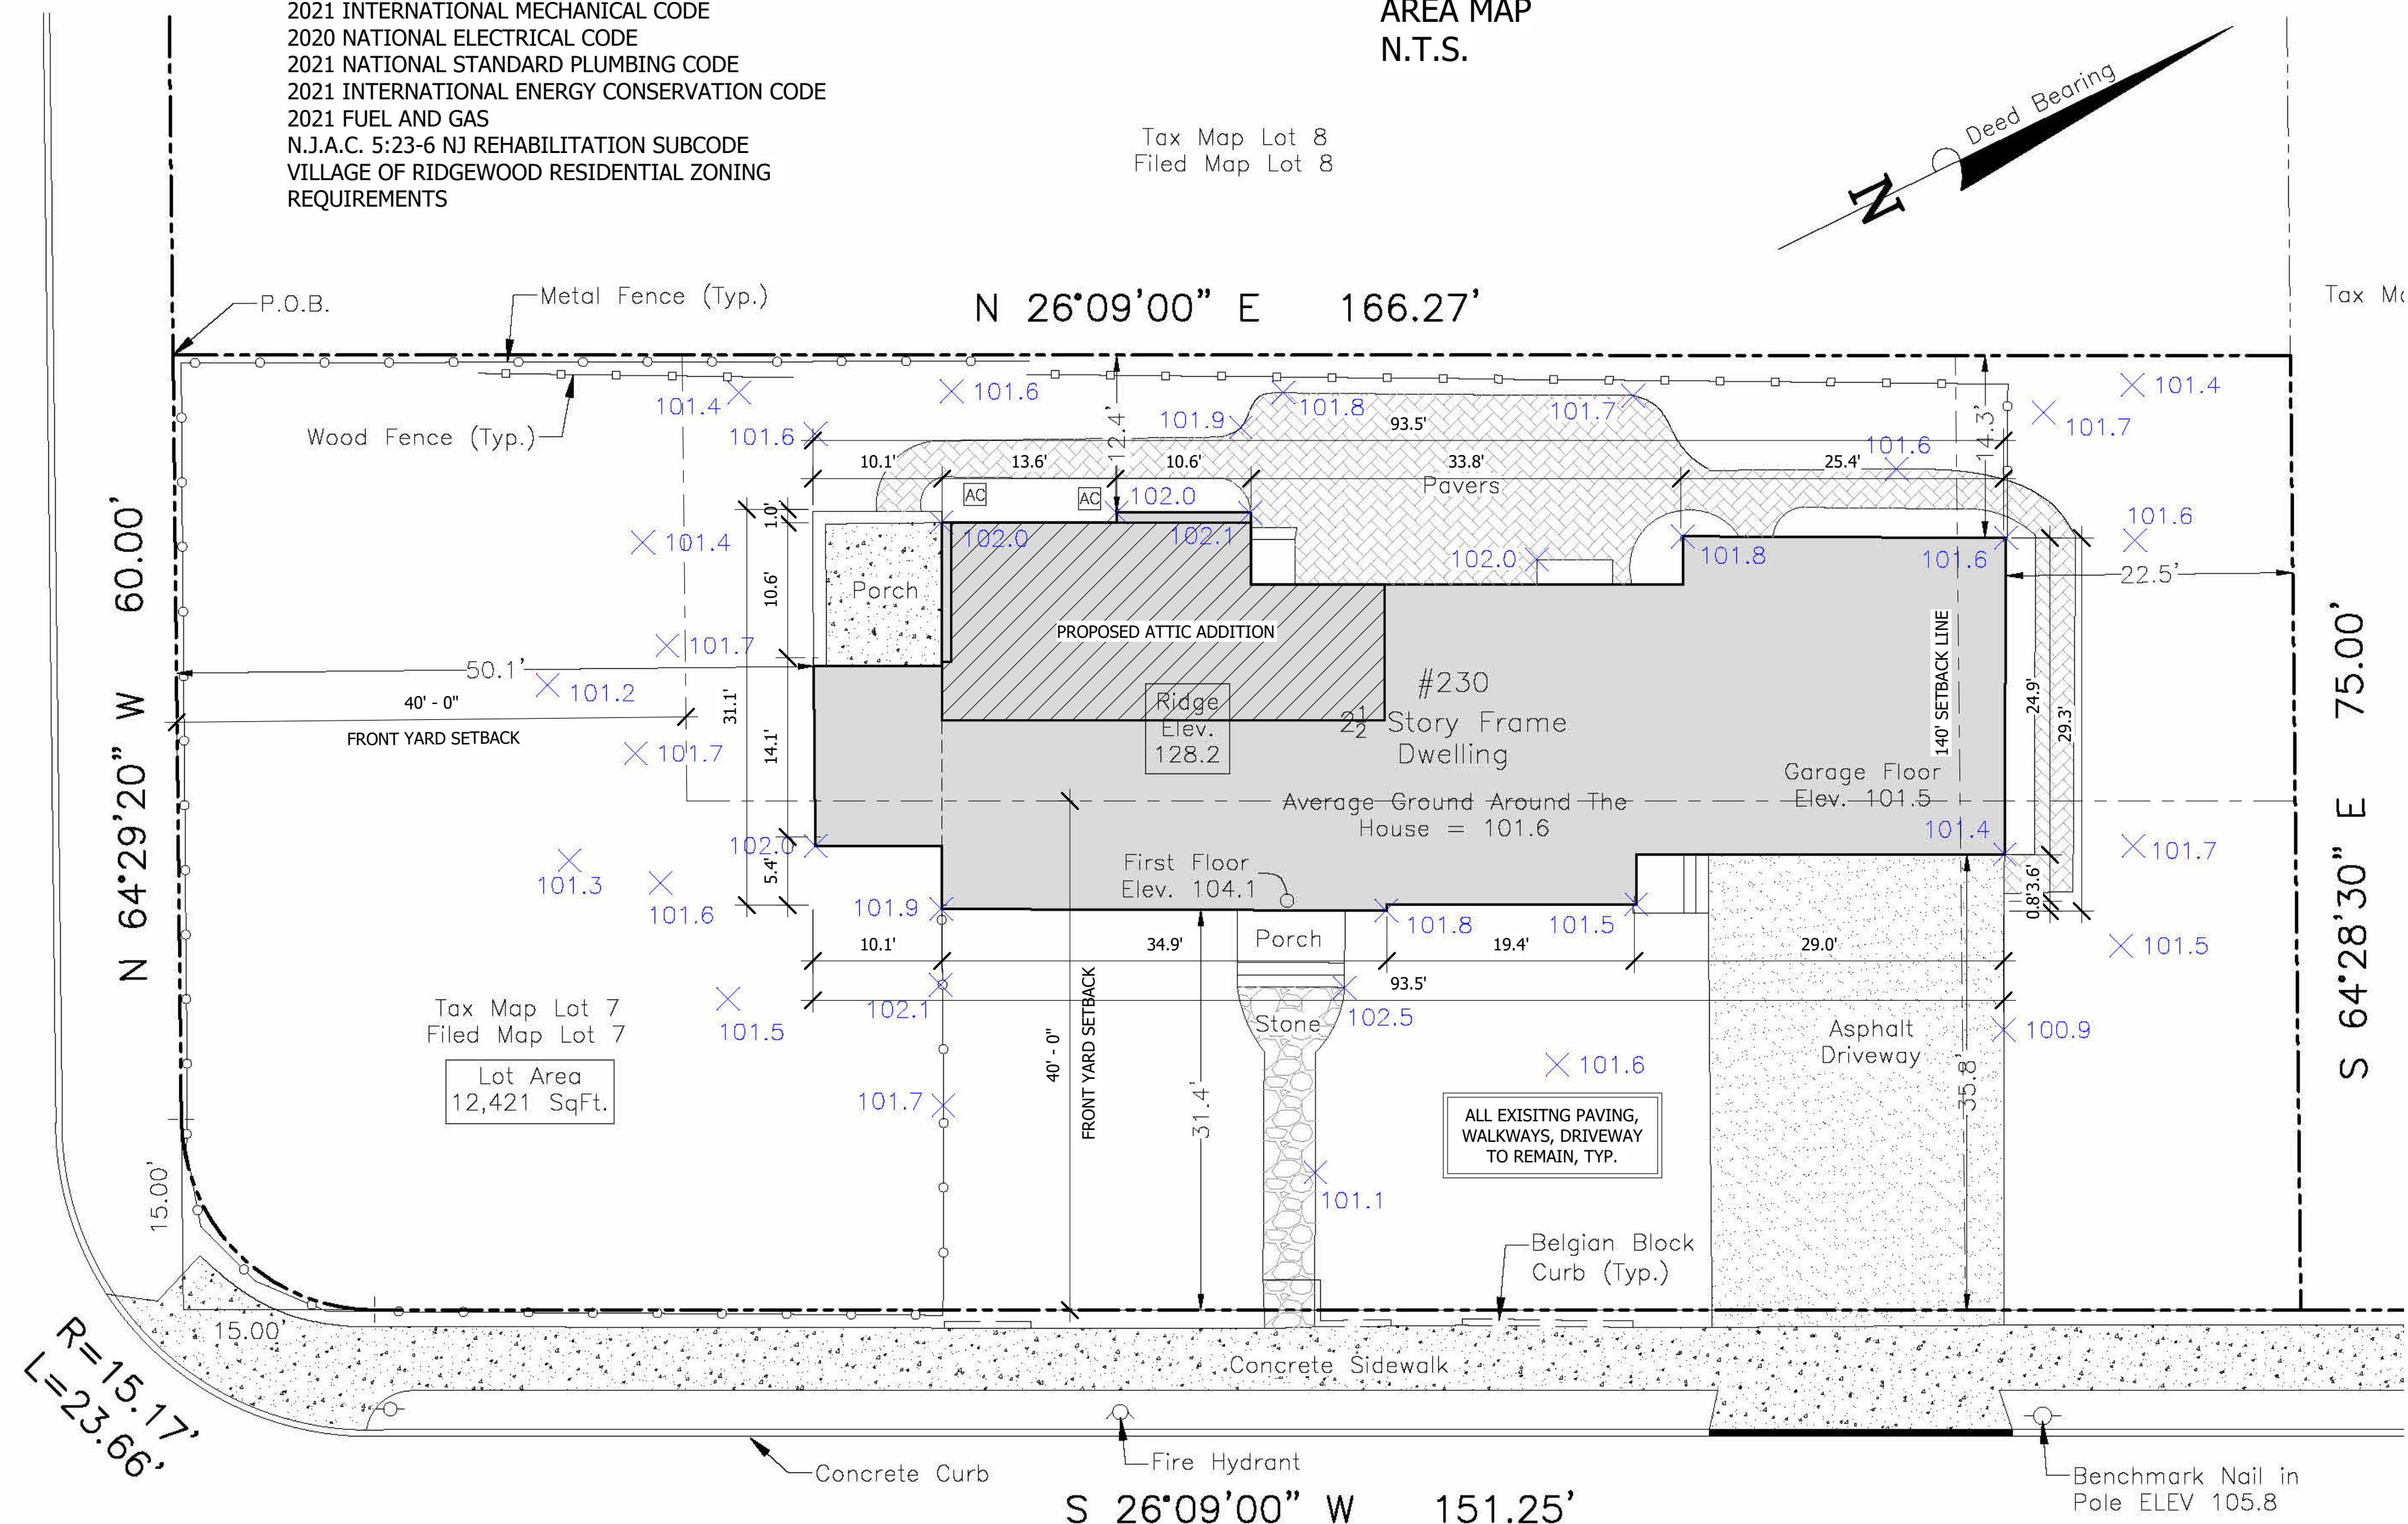 2021 INTERNATIONAL MECHANICAL CODE
2020 NATIONAL ELECTRICAL CODE
2021 NATIONAL STANDARD PLUMBING CODE
2021 INTERNATIONAL ENERGY CONSERVATION CODE
2021 FUEL AND GAS
N.J.A.C. 5:23-6 NJ REHABILITATION SUBCODE
VILLAGE OF RIDGEWOOD RESIDENTIAL ZONING
REQUIREMENTS
AREA MAP
N.T.S.
Tax Map Lot 8
Filed Map Lot 8
Deed Bearing
N
P.O.B.
Metal Fence (Typ.)
N 26°09'00" E 166.27'
Tax
Wood Fence (Typ.)
101.4
101.6
101.6
101.9
101.8
101.7
101.4
101.7
101.6
93.5'
12.4'
14.3'
10.1'
13.6'
10.6'
33.8'
25.4'
Pavers
AC
AC
102.0
102.0
102.1
102.0
101.8
101.6
101.6
22.5'
1.0'
10.6'
31.1'
14.1'
5.4'
Porch
101.4
101.7
50.1'
101.2
40' - 0"
FRONT YARD SETBACK
101.7
N 64°29'20" W 60.00'
PROPOSED ATTIC ADDITION
Ridge
Elev.
128.2
#230
2½ Story Frame
Dwelling
140' SETBACK LINE
24.9'
29.3'
Garage Floor
Elev. 101.5
Average Ground Around The
House = 101.6
101.4
S 64°28'30" E 75.00'
102.0
First Floor
Elev. 104.1
101.3
101.6
101.9
101.7
0.8'
3.6'
101.8
101.5
101.5
Porch
10.1'
34.9'
19.4'
29.0'
93.5'
Tax Map Lot 7
Filed Map Lot 7
Lot Area
12,421 SqFt.
101.5
102.1
40' - 0"
FRONT YARD SETBACK
Stone
102.5
Asphalt
Driveway
100.9
101.6
35.8'
101.7
31.4'
ALL EXISITNG PAVING,
WALKWAYS, DRIVEWAY
TO REMAIN, TYP.
101.1
15.00'
Belgian Block
Curb (Typ.)
15.00'
R=15.17'
L=23.66'
Concrete Sidewalk
Concrete Curb
Fire Hydrant
Benchmark Nail in
Pole ELEV 105.8
S 26°09'00" W 151.25'